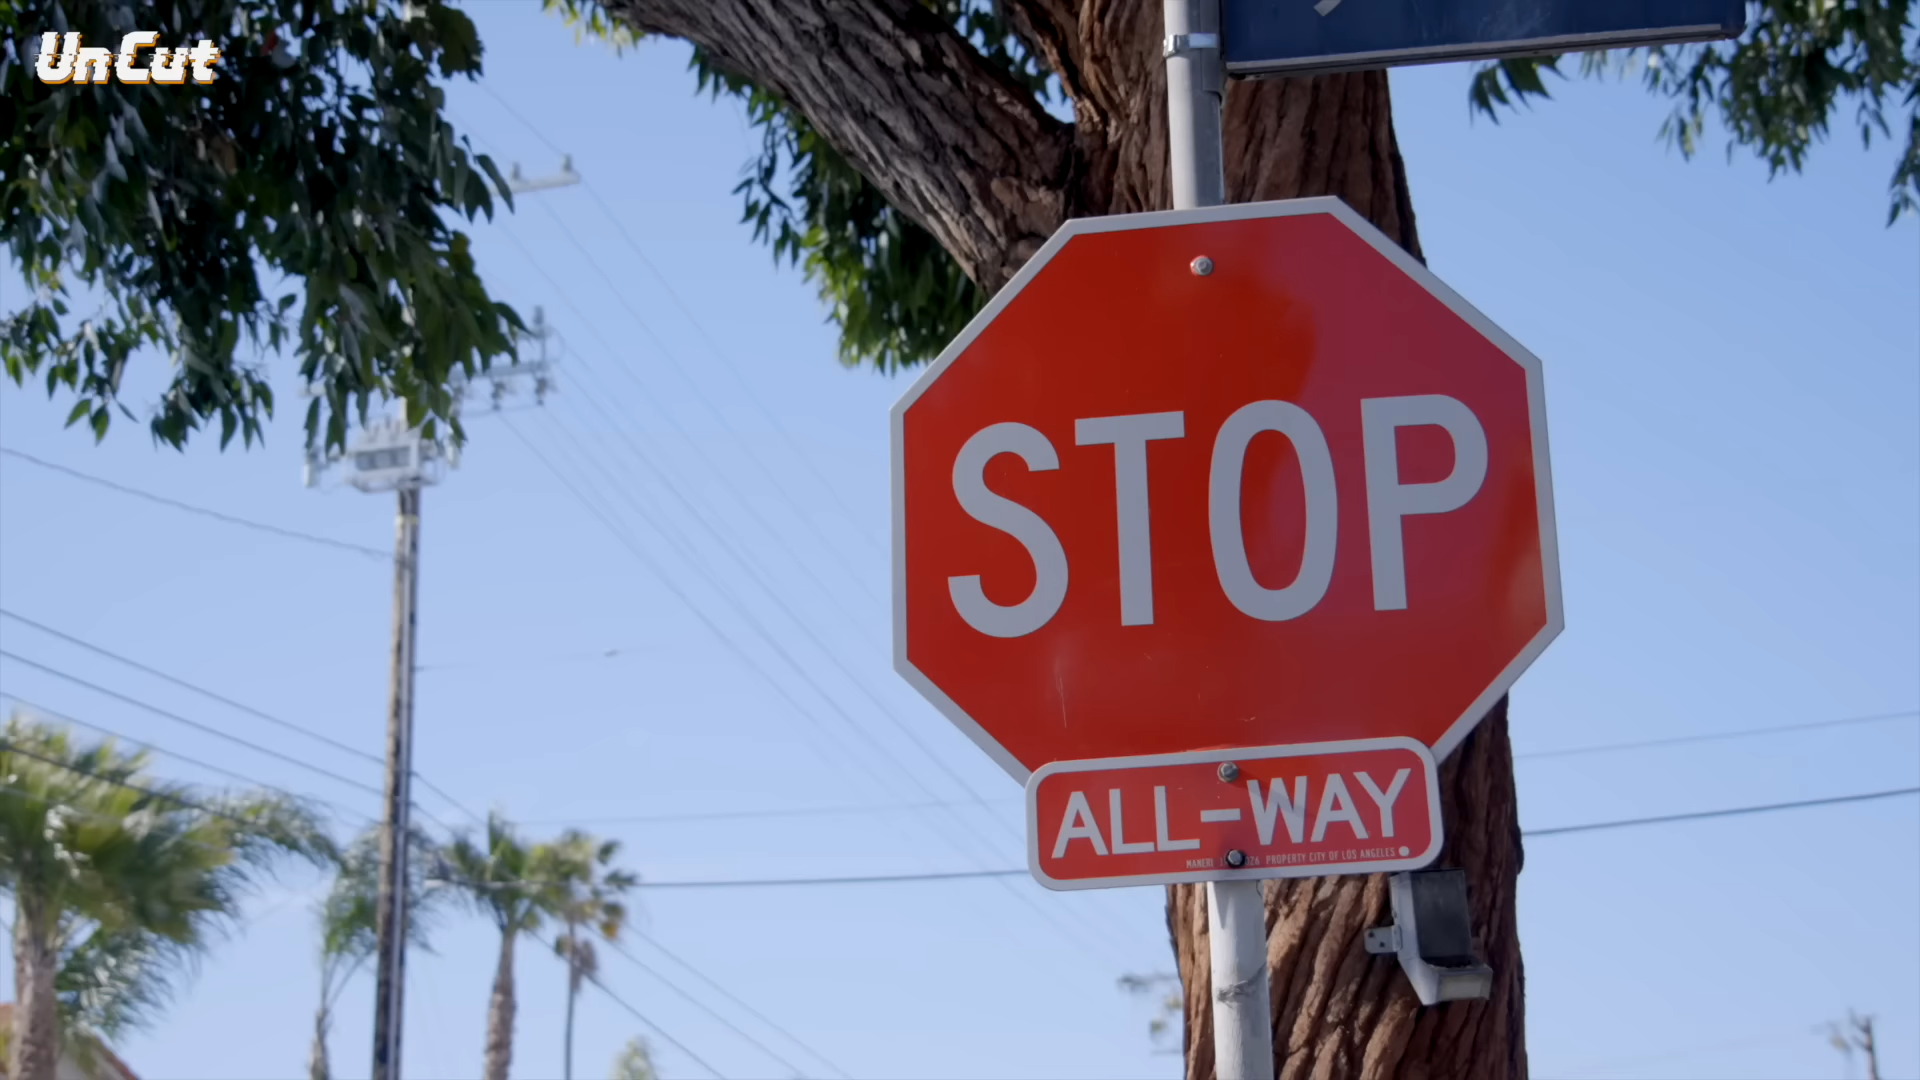 UnCut
STOP
ALL-WAY
PROPERTY CITY OF LOS ANGELES